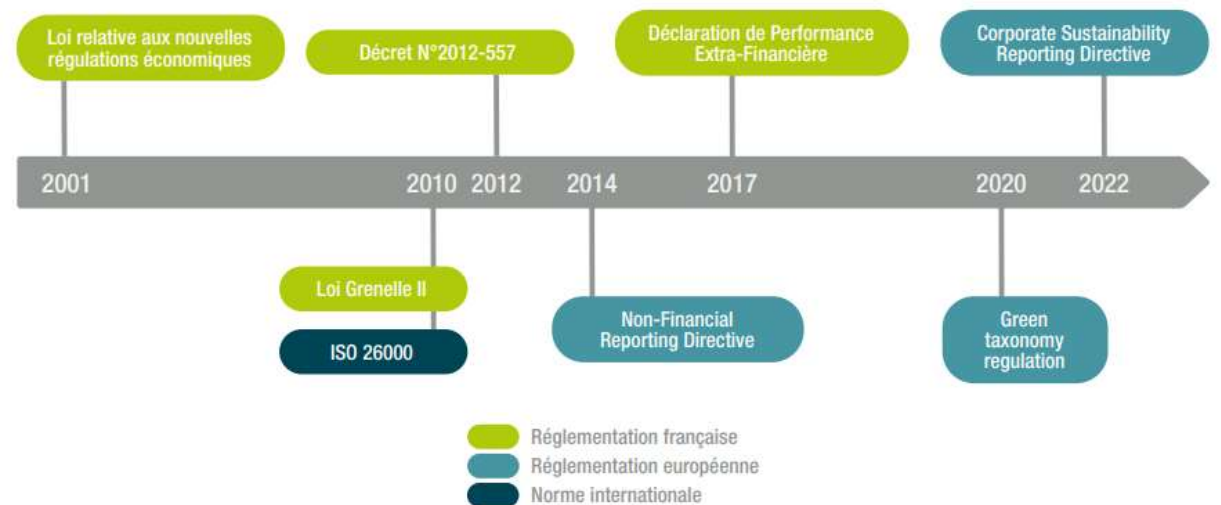 Loi relative aux nouvelles
régulations économiques
Décret N°2012-557
Déclaration de Performance
Extra-Financière
Corporate Sustainability
Reporting Directive
2001
2010
2012
2014
2017
2020
2022
Loi Grenelle II
ISO 26000
Non-Financial
Reporting Directive
Green
taxonomy
regulation
Réglementation française
Réglementation européenne
Norme internationale